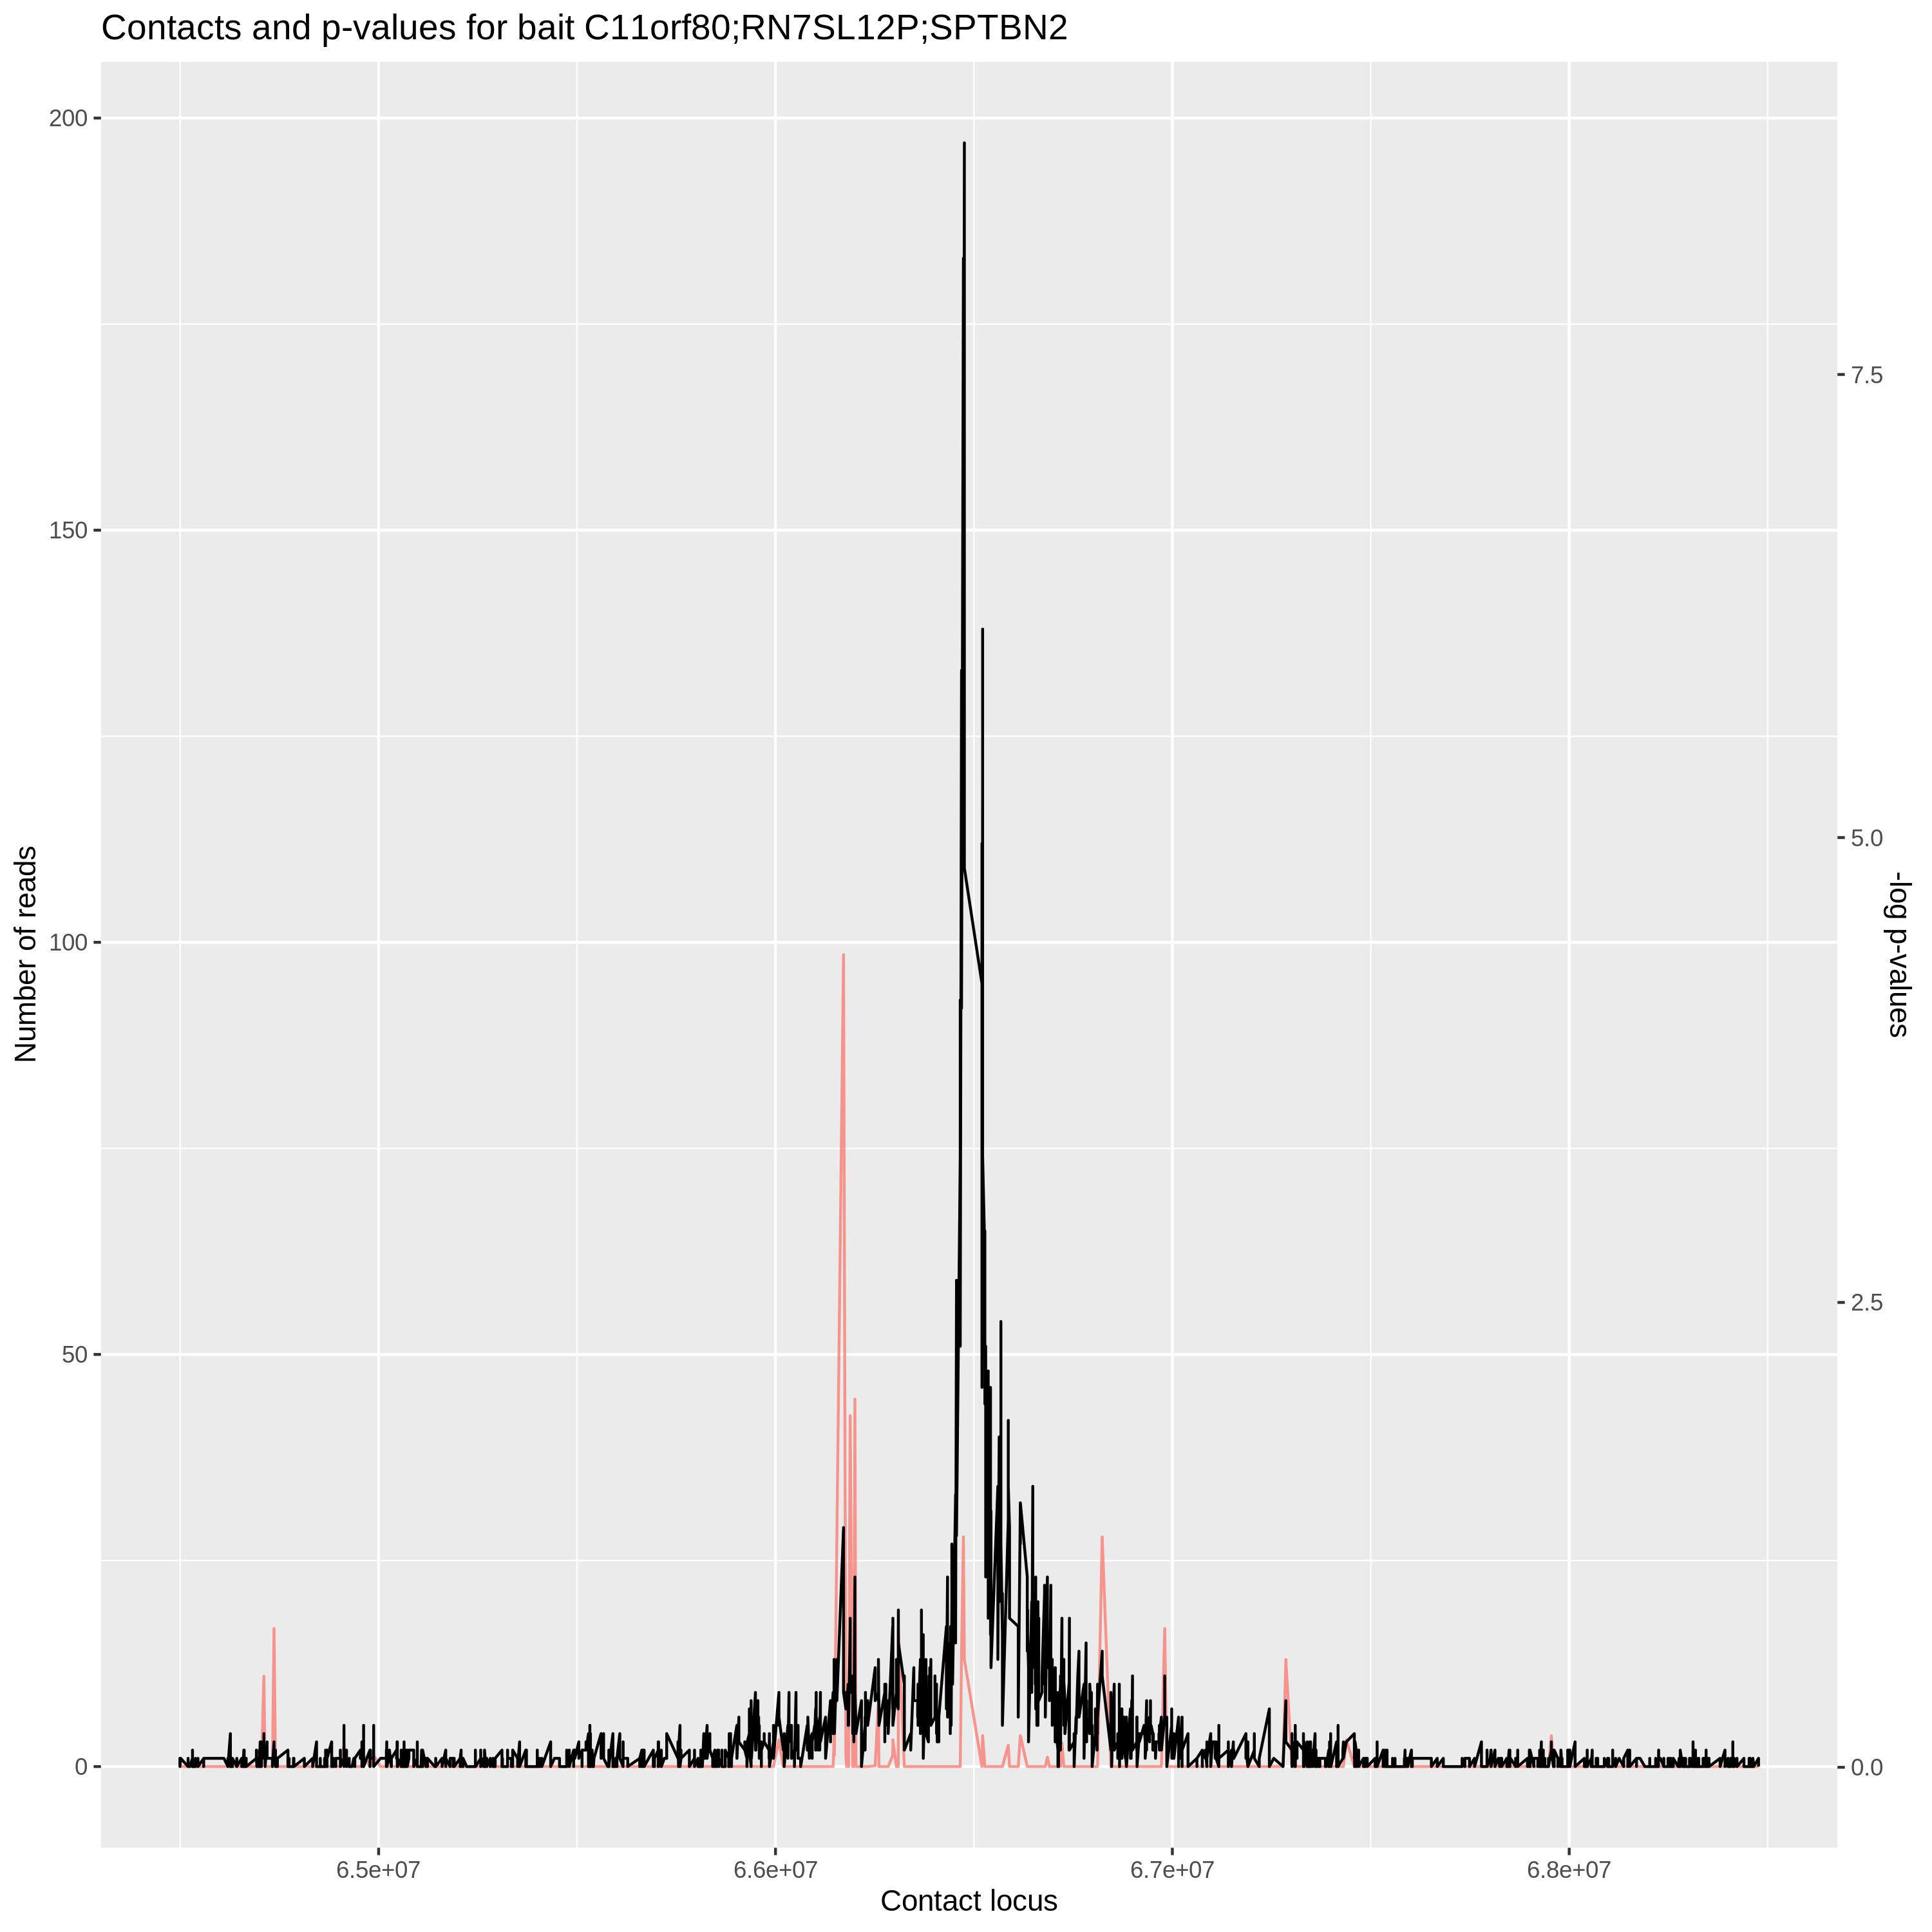 Contacts and p-values for bait C11orf80;RN7SL12P;SPTBN2
200
150
100
50
0
Number of reads
7.5
5.0
2.5
0.0
-log p-values
6.5e+07 6.6e+07 6.7e+07 6.8e+07
Contact locus